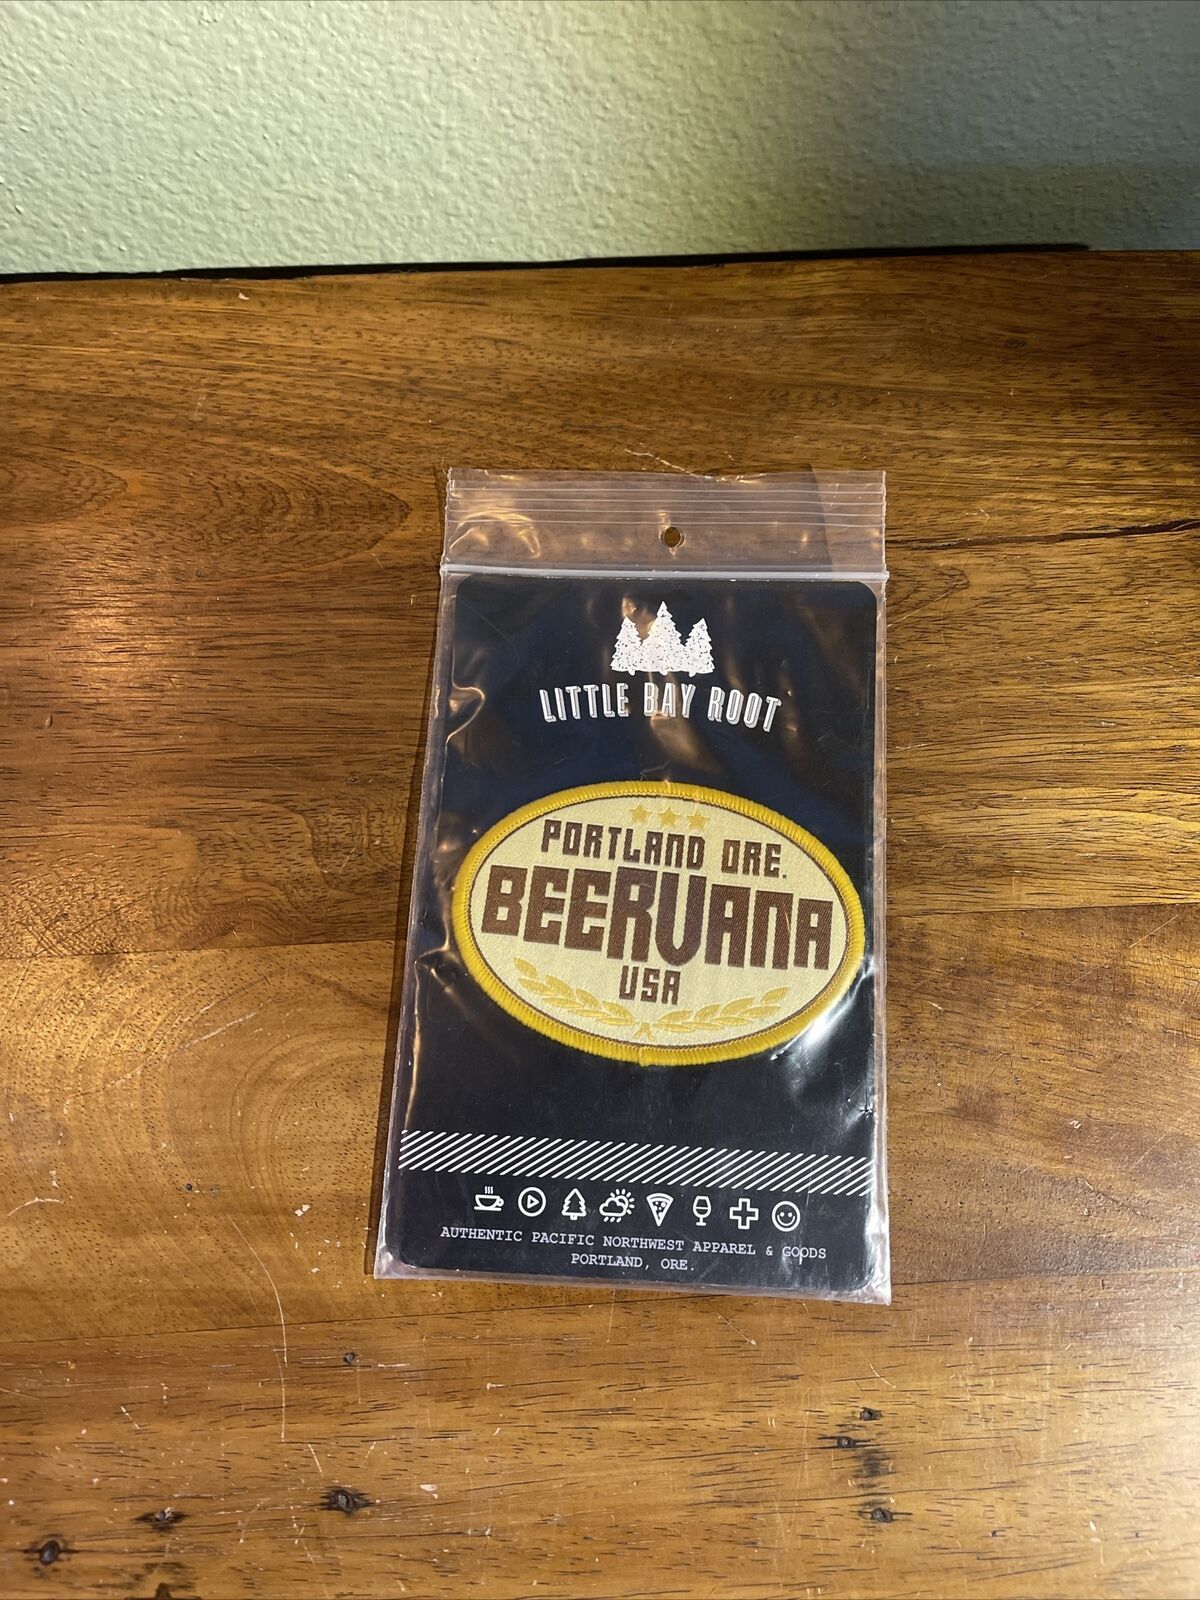 LITTLE BAY ROOT
PORTLAND ORE.
BEERVANA
USA
AUTHENTIC PACIFIC NORTHWEST APPAREL & GOODS
PORTLAND, ORE.